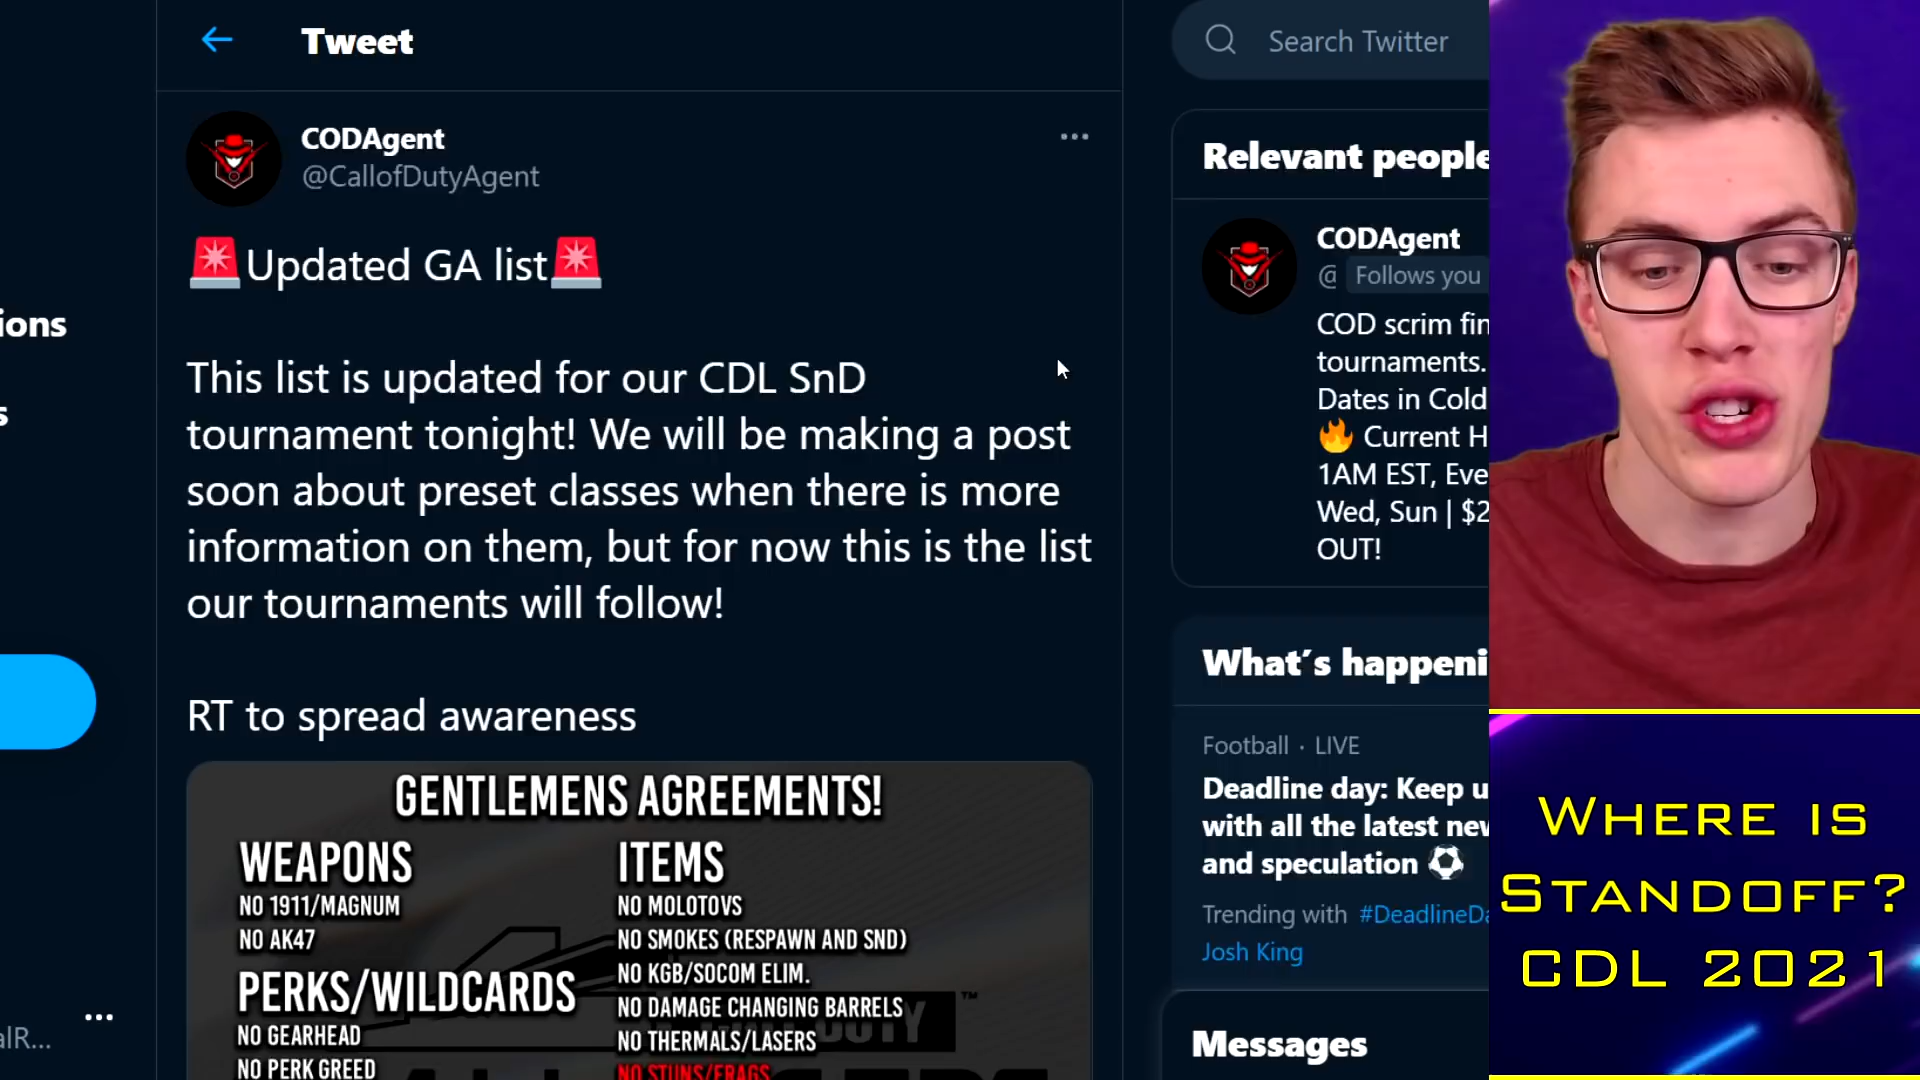 Tweet
Search Twitter
CODAgent
@CallofDutyAgent
🚨Updated GA list🚨
This list is updated for our CDL SnD
tournament tonight! We will be making a post
soon about preset classes when there is more
information on them, but for now this is the list
our tournaments will follow!
RT to spread awareness
GENTLEMENS AGREEMENTS!
WEAPONS
NO 1911/MAGNUM
NO AK47
PERKS/WILDCARDS
NO GEARHEAD
NO PERK GREED
ITEMS
NO MOLOTOVS
NO SMOKES (RESPAWN AND SND)
NO KGB/SOCOM ELIM.
NO DAMAGE CHANGING BARRELS
NO THERMALS/LASERS
NO STUNS/FRAGS
Relevant people
CODAgent
@ Follows you
COD scrim fin
tournaments.
Dates in Cold
🔥 Current H
1AM EST, Eve
Wed, Sun | $2
OUT!
What's happeni
Football · LIVE
Deadline day: Keep u
with all the latest new
and speculation ⚽
Trending with #DeadlineDa
Josh King
Messages
ions
s
alR...
WHERE IS
STANDOFF?
CDL 2021